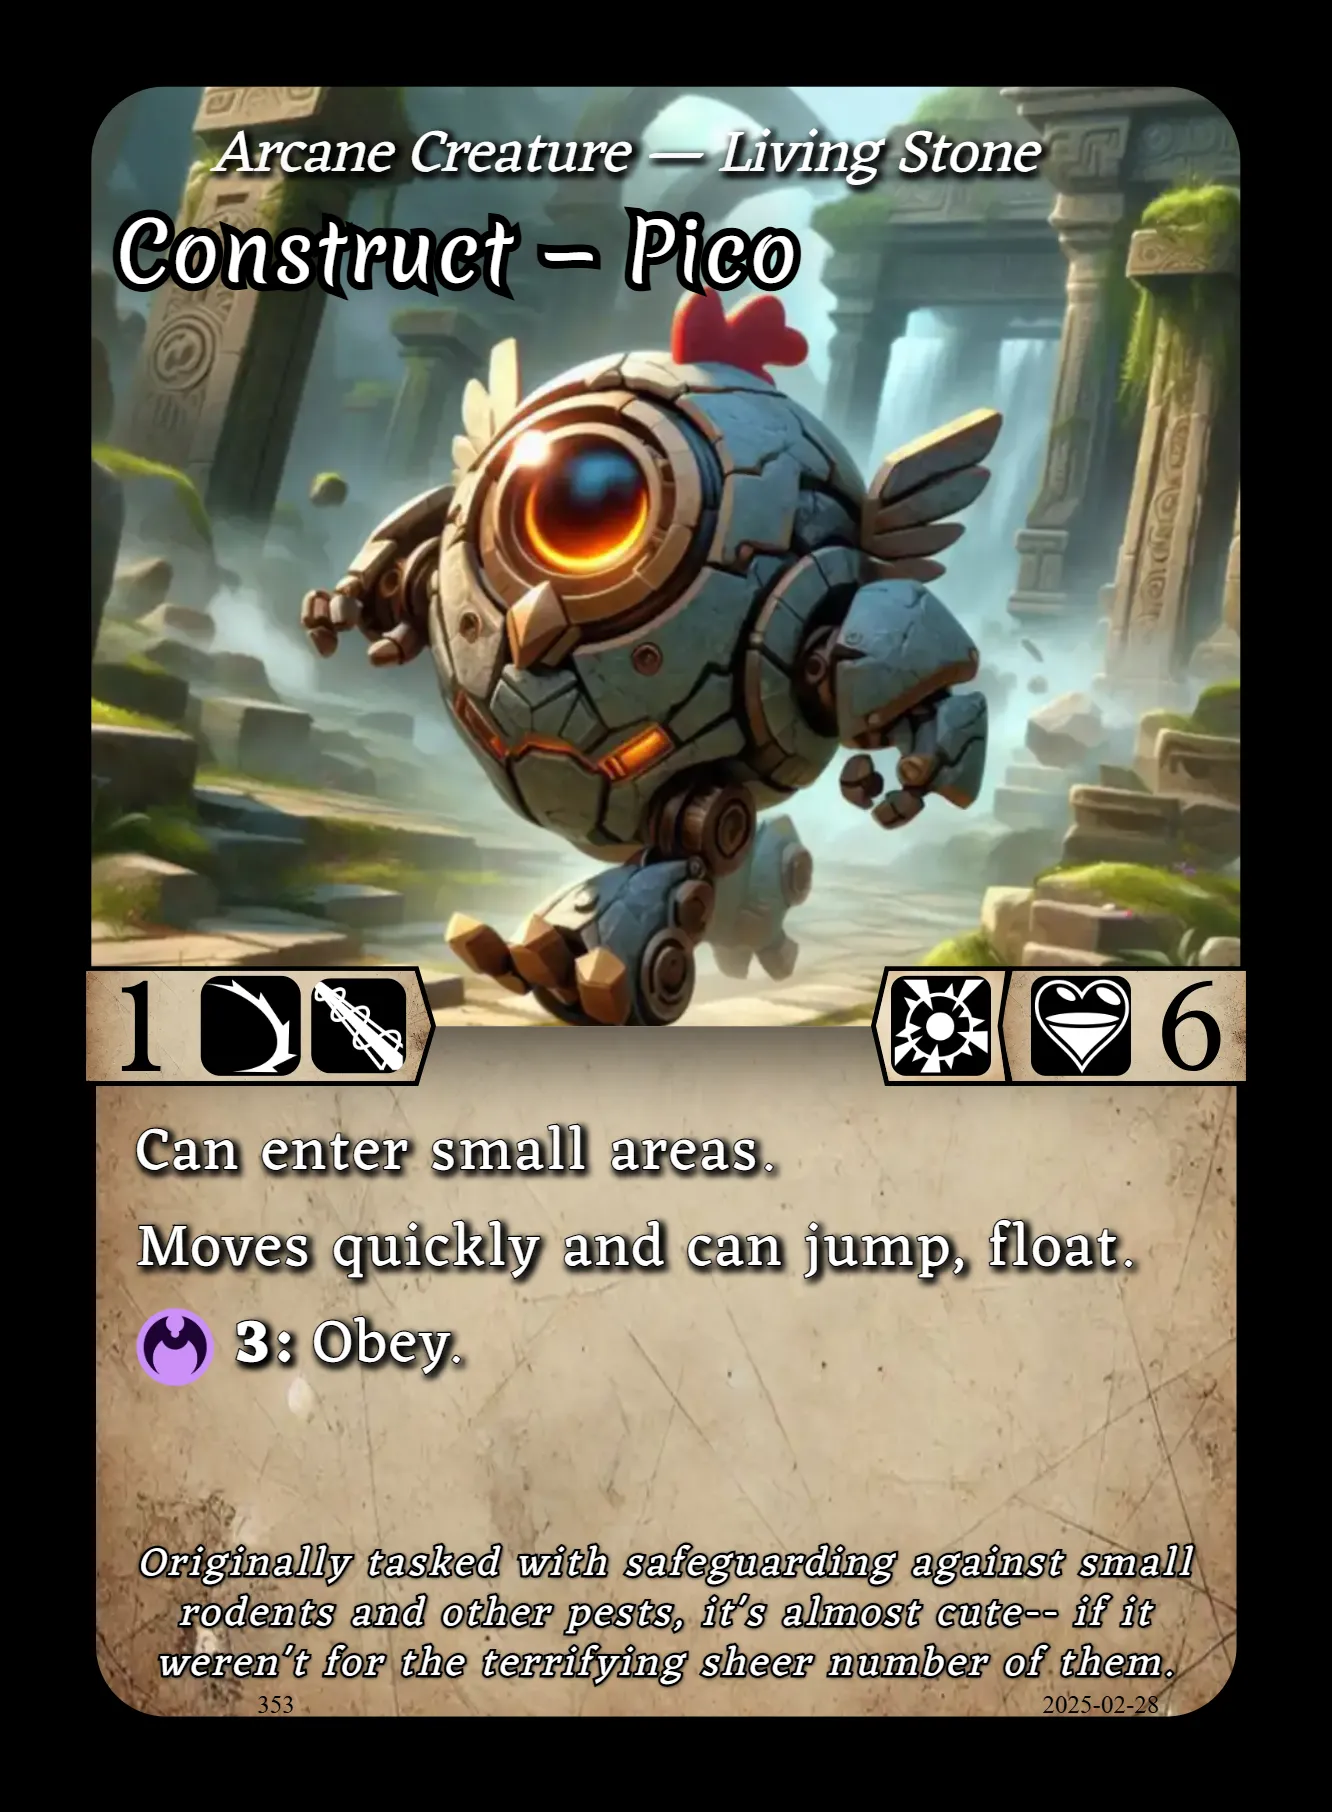 Arcane Creature — Living Stone
Construct – Pico
1
6
Can enter small areas.
Moves quickly and can jump, float.
3: Obey.
Originally tasked with safeguarding against small
rodents and other pests, it's almost cute-- if it
weren't for the terrifying sheer number of them.
353 2025-02-28